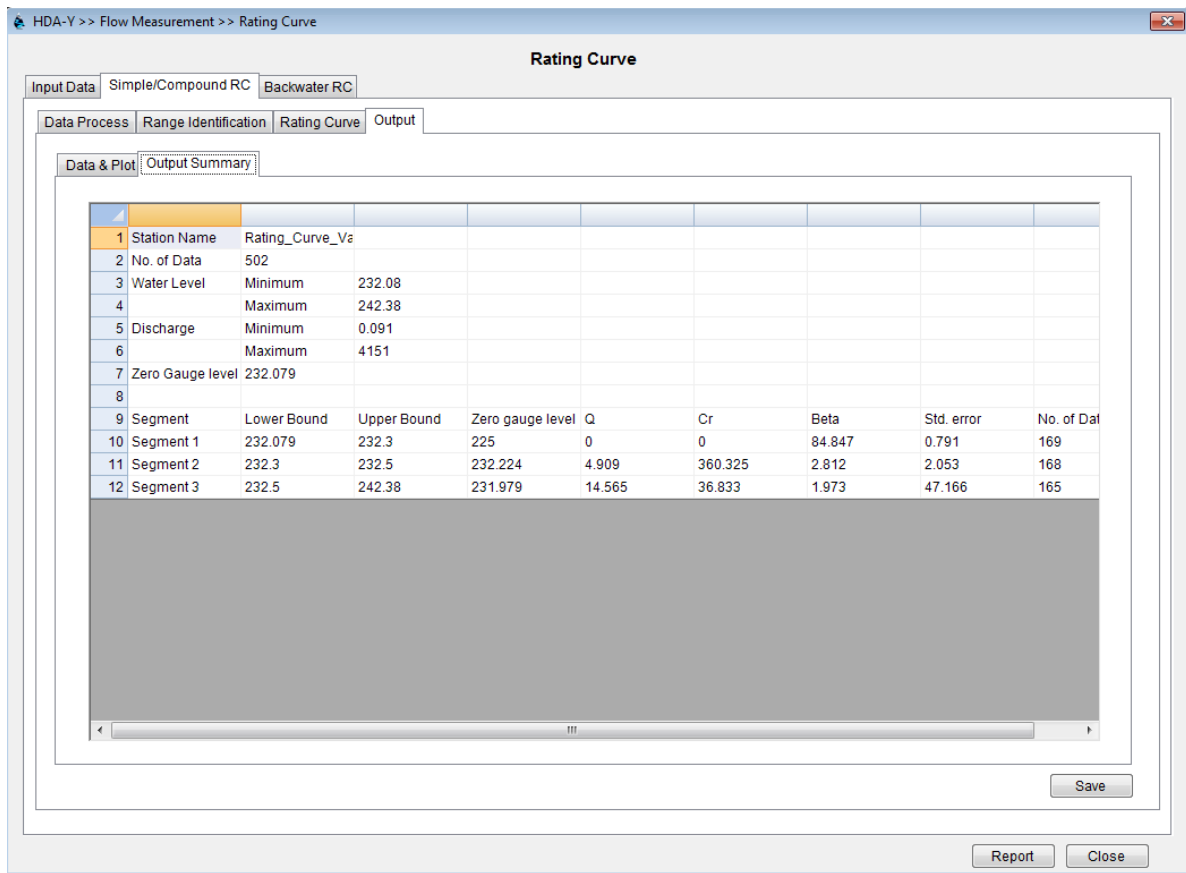 HDA-Y >> Flow Measurement >> Rating Curve
Rating Curve
Input Data Simple/Compound RC Backwater RC
Data Process Range Identification Rating Curve Output
Data & Plot Output Summary
1 Station Name Rating_Curve_Va
2 No. of Data 502
3 Water Level Minimum 232.08
4 Maximum 242.38
5 Discharge Minimum 0.091
6 Maximum 4151
7 Zero Gauge level 232.079
8
9 Segment Lower Bound Upper Bound Zero gauge level Q Cr Beta Std. error No. of Dat
10 Segment 1 232.079 232.3 225 0 0 84.847 0.791 169
11 Segment 2 232.3 232.5 232.224 4.909 360.325 2.812 2.053 168
12 Segment 3 232.5 242.38 231.979 14.565 36.833 1.973 47.166 165
Save
Report Close